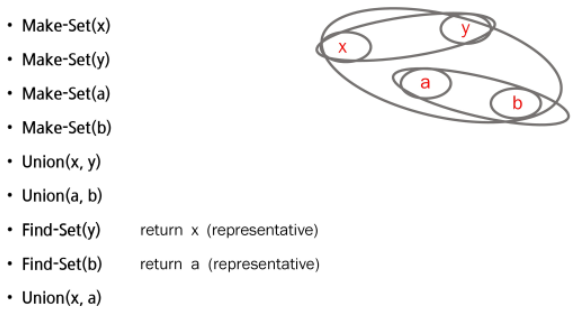 • Make-Set(x)
• Make-Set(y)
• Make-Set(a)
• Make-Set(b)
• Union(x, y)
• Union(a, b)
• Find-Set(y) return x (representative)
• Find-Set(b) return a (representative)
• Union(x, a)
x
y
a
b